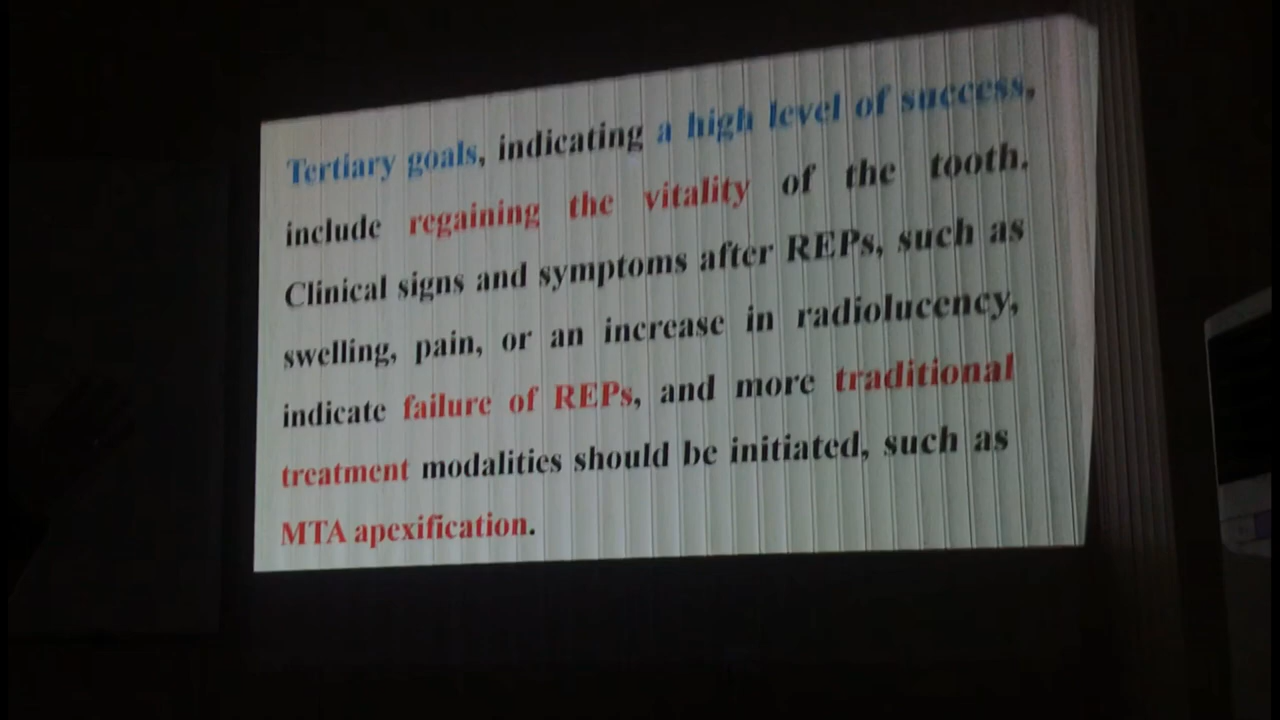 Tertiary goals, indicating a high level of success,
include regaining the vitality of the tooth.
Clinical signs and symptoms after REPs, such as
swelling, pain, or an increase in radiolucency,
indicate failure of REPs, and more traditional
treatment modalities should be initiated, such as
MTA apexification.